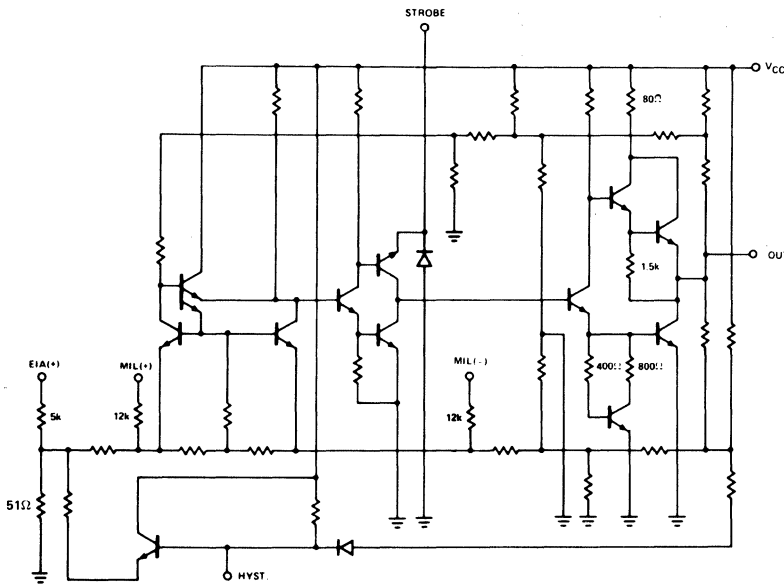 STROBE
VCC
80Ω
OUT
1.5k
EIA(+)
MIL(+)
MIL(-)
5k
12k
12k
400Ω
800Ω
51Ω
HYST.